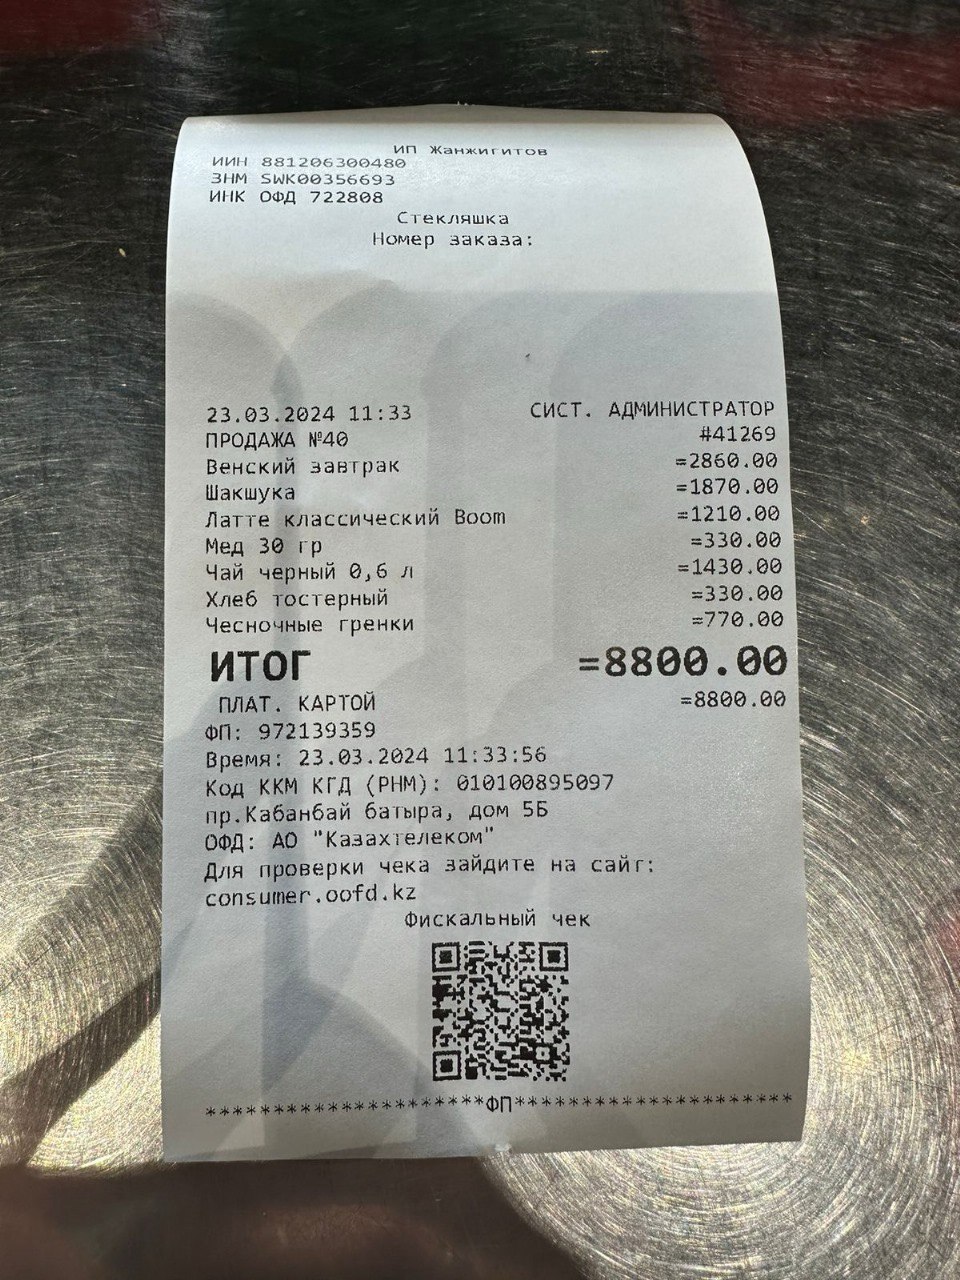 ИП Жанжигитов
ИИН 881206300480
ЗНМ SWK00356693
ИНК ОФД 722808
Стекляшка
Номер заказа:
23.03.2024 11:33 СИСТ. АДМИНИСТРАТОР
ПРОДАЖА №40 #41269
Венский завтрак =2860.00
Шакшука =1870.00
Латте классический Boom =1210.00
Мед 30 гр =330.00
Чай черный 0,6 л =1430.00
Хлеб тостерный =330.00
Чесночные гренки =770.00
ИТОГ =8800.00
ПЛАТ. КАРТОЙ =8800.00
ФП: 972139359
Время: 23.03.2024 11:33:56
Код ККМ КГД (РНМ): 010100895097
пр.Кабанбай батыра, дом 5Б
ОФД: АО "Казахтелеком"
Для проверки чека зайдите на сайт:
consumer.oofd.kz
Фискальный чек
*********************ФП*********************